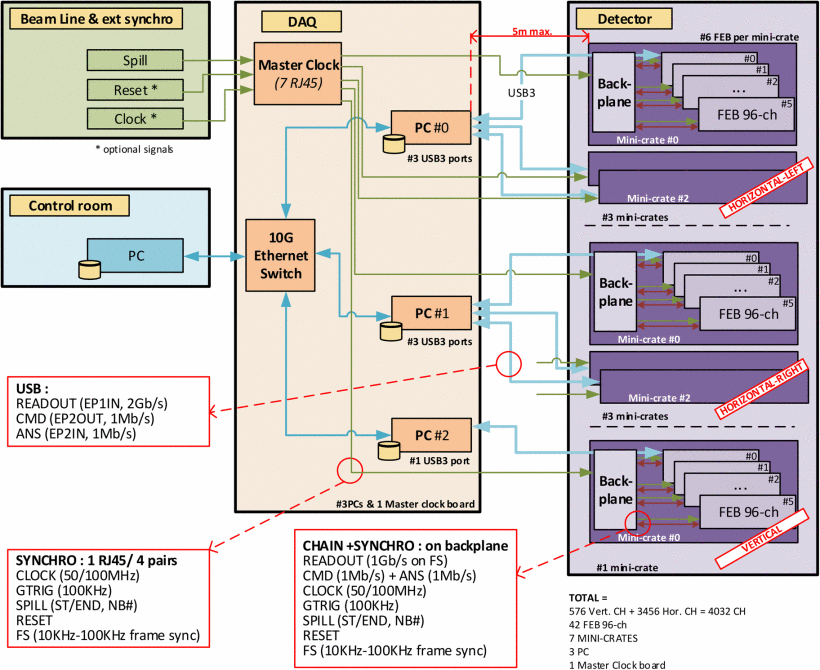 Beam Line & ext synchro
Spill
Reset *
Clock *
* optional signals
Control room
PC
DAQ
Master Clock
(7 RJ45)
PC #0
#3 USB3 ports
10G
Ethernet
Switch
PC #1
#3 USB3 ports
PC #2
#1 USB3 port
#3PCs & 1 Master clock board
5m max.
USB3
Detector
#6 FEB per mini-crate
Back-
plane
#0
#1
...
#2
#5
FEB 96-ch
Mini-crate #0
Mini-crate #2
HORIZONTAL-LEFT
#3 mini-crates
Back-
plane
#0
#1
...
#2
#5
FEB 96-ch
Mini-crate #0
Mini-crate #2
HORIZONTAL-RIGHT
#3 mini-crates
Back-
plane
#0
#1
...
#2
#5
FEB 96-ch
Mini-crate #0
VERTICAL
#1 mini-crate
USB :
READOUT (EP1IN, 2Gb/s)
CMD (EP2OUT, 1Mb/s)
ANS (EP2IN, 1Mb/s)
SYNCHRO : 1 RJ45/ 4 pairs
CLOCK (50/100MHz)
GTRIG (100KHz)
SPILL (ST/END, NB#)
RESET
FS (10KHz-100KHz frame sync)
CHAIN +SYNCHRO : on backplane
READOUT (1Gb/s on FS)
CMD (1Mb/s) + ANS (1Mb/s)
CLOCK (50/100MHz)
GTRIG (100KHz)
SPILL (ST/END, NB#)
RESET
FS (10KHz-100KHz frame sync)
TOTAL =
576 Vert. CH + 3456 Hor. CH = 4032 CH
42 FEB 96-ch
7 MINI-CRATES
3 PC
1 Master Clock board